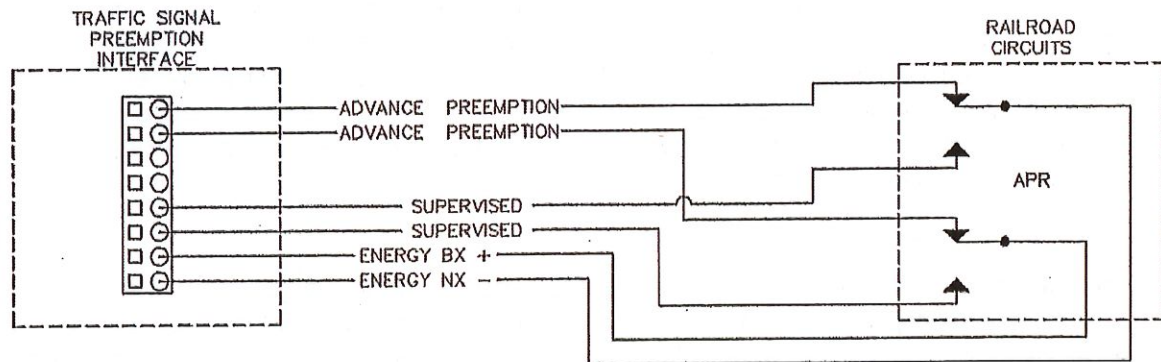 TRAFFIC SIGNAL
PREEMPTION
INTERFACE
RAILROAD
CIRCUITS
ADVANCE PREEMPTION
ADVANCE PREEMPTION
APR
SUPERVISED
SUPERVISED
ENERGY BX +
ENERGY NX -